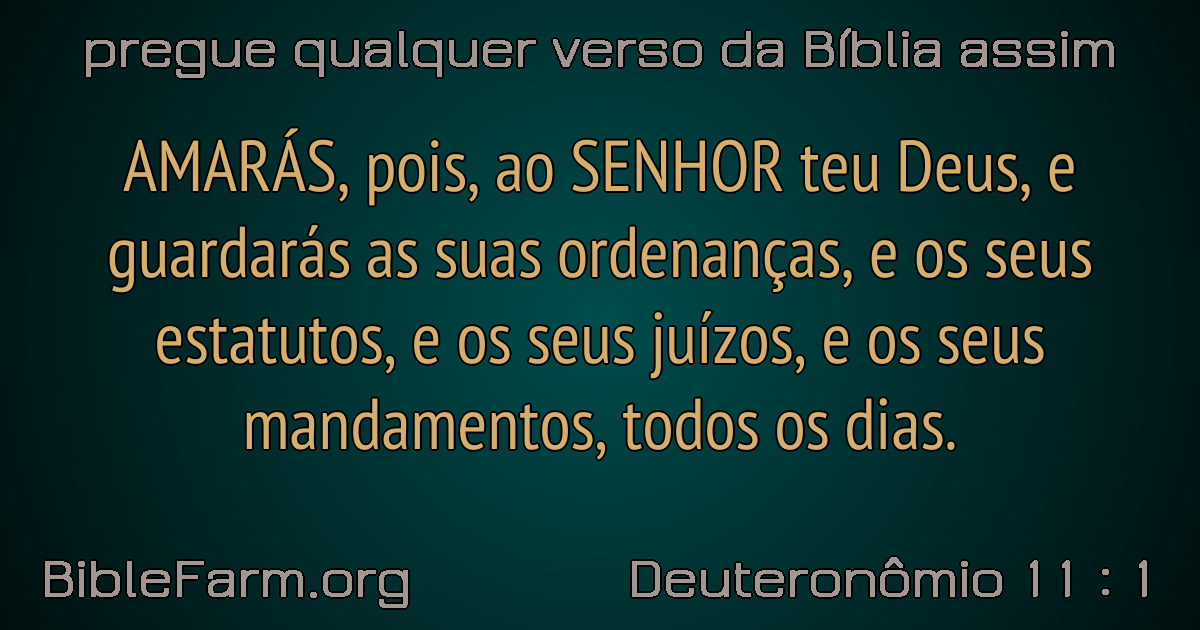 pregue qualquer verso da Bíblia assim
AMARÁS, pois, ao SENHOR teu Deus, e
guardarás as suas ordenanças, e os seus
estatutos, e os seus juízos, e os seus
mandamentos, todos os dias.
BibleFarm.org
Deuteronômio 11 : 1